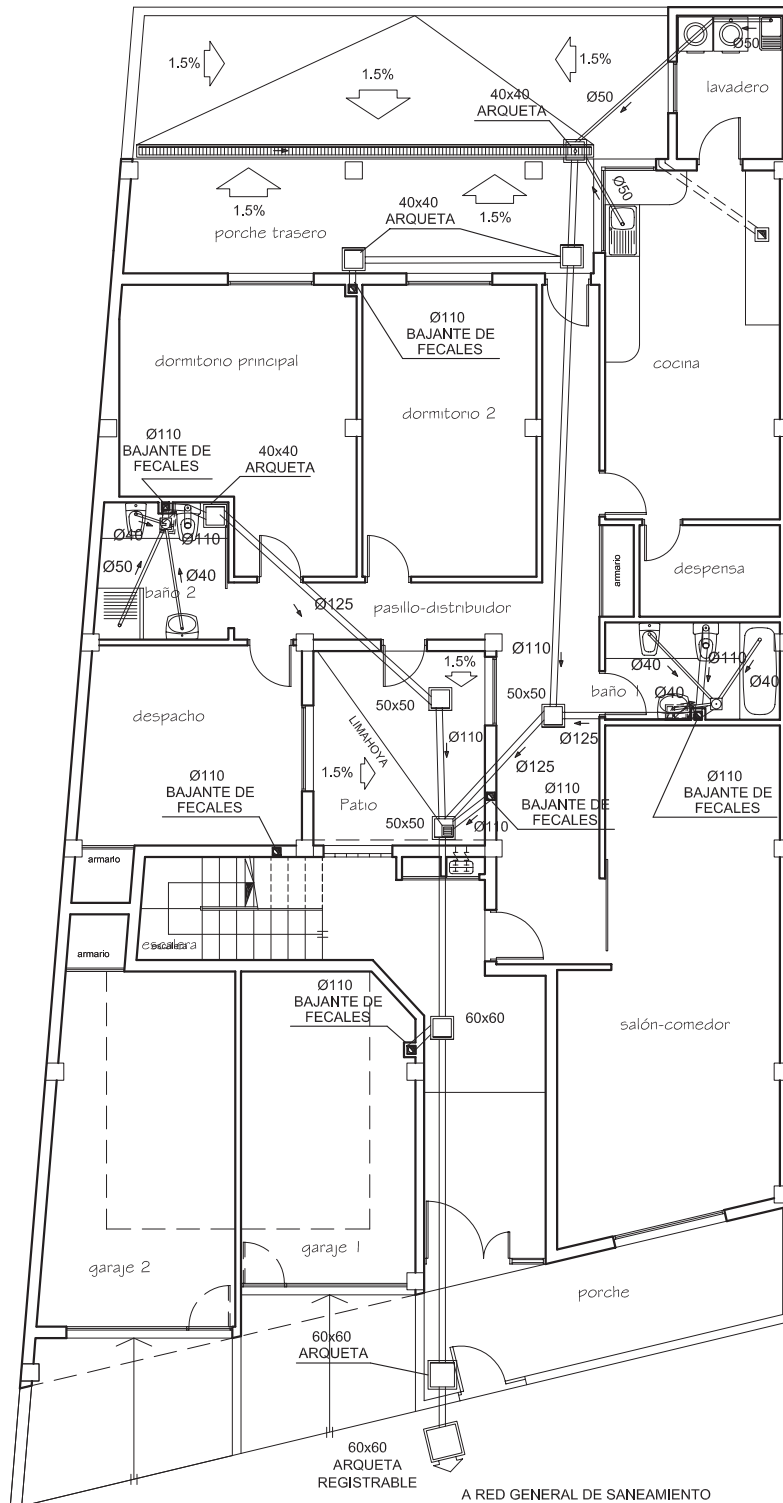 1.5%
1.5%
1.5%
Ø50
lavadero
Ø50
40x40
ARQUETA
Ø50
1.5%
1.5%
40x40
ARQUETA
porche trasero
Ø110
BAJANTE DE
FECALES
dormitorio principal
dormitorio 2
cocina
Ø110
BAJANTE DE
FECALES
40x40
ARQUETA
Ø40
Ø110
Ø50
Ø40
baño 2
armario
despensa
Ø125
pasillo-distribuidor
Ø110
1.5%
Ø40
Ø110
Ø40
Ø40
baño 1
50x50
50x50
despacho
LIMAHOYA
Ø110
Ø125
Ø125
1.5%
Patio
Ø110
BAJANTE DE
FECALES
Ø110
BAJANTE DE
FECALES
Ø110
BAJANTE DE
FECALES
50x50
Ø110
armario
armario
escalera
Ø110
BAJANTE DE
FECALES
60x60
salón-comedor
garaje 2
garaje 1
porche
60x60
ARQUETA
60x60
ARQUETA
REGISTRABLE
A RED GENERAL DE SANEAMIENTO